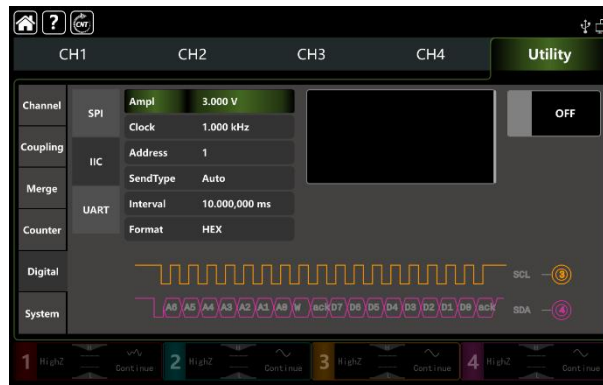 ? CNT
CH1 CH2 CH3 CH4 Utility
Channel
Coupling
Merge
Counter
Digital
System
SPI
IIC
UART
Ampl 3.000 V
Clock 1.000 kHz
Address 1
SendType Auto
Interval 10.000,000 ms
Format HEX
OFF
SCL 3
A6 A5 A4 A3 A2 A1 A0 W ack D7 D6 D5 D4 D3 D2 D1 D0 ack SDA 4
1 HighZ Continue 2 HighZ Continue 3 HighZ Continue 4 HighZ Continue